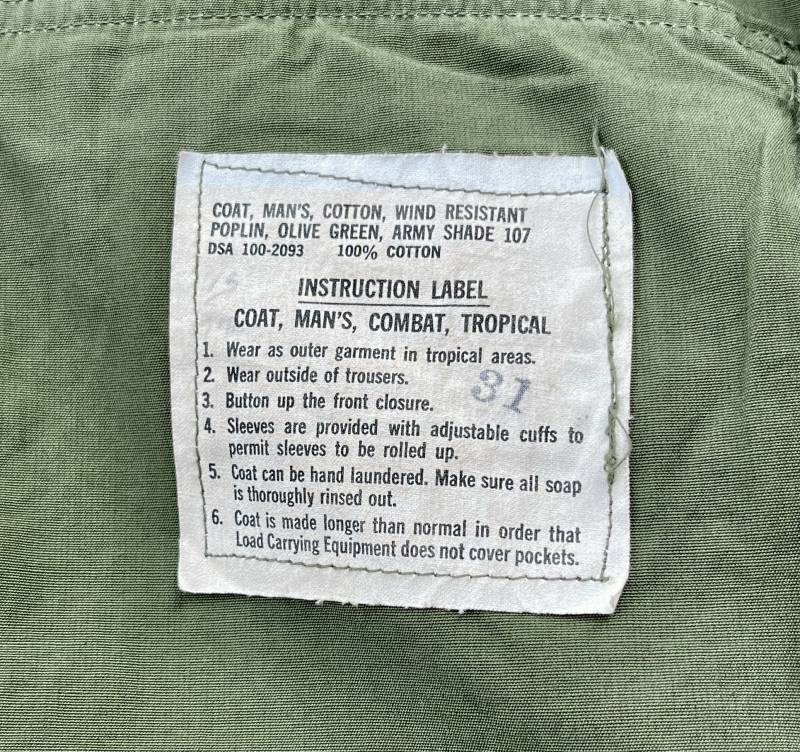 COAT, MAN'S, COTTON, WIND RESISTANT
POPLIN, OLIVE GREEN, ARMY SHADE 107
DSA 100-2093 100% COTTON
INSTRUCTION LABEL
COAT, MAN'S, COMBAT, TROPICAL
1. Wear as outer garment in tropical areas.
2. Wear outside of trousers.
31
3. Button up the front closure.
4. Sleeves are provided with adjustable cuffs to
permit sleeves to be rolled up.
5. Coat can be hand laundered. Make sure all soap
is thoroughly rinsed out.
6. Coat is made longer than normal in order that
Load Carrying Equipment does not cover pockets.